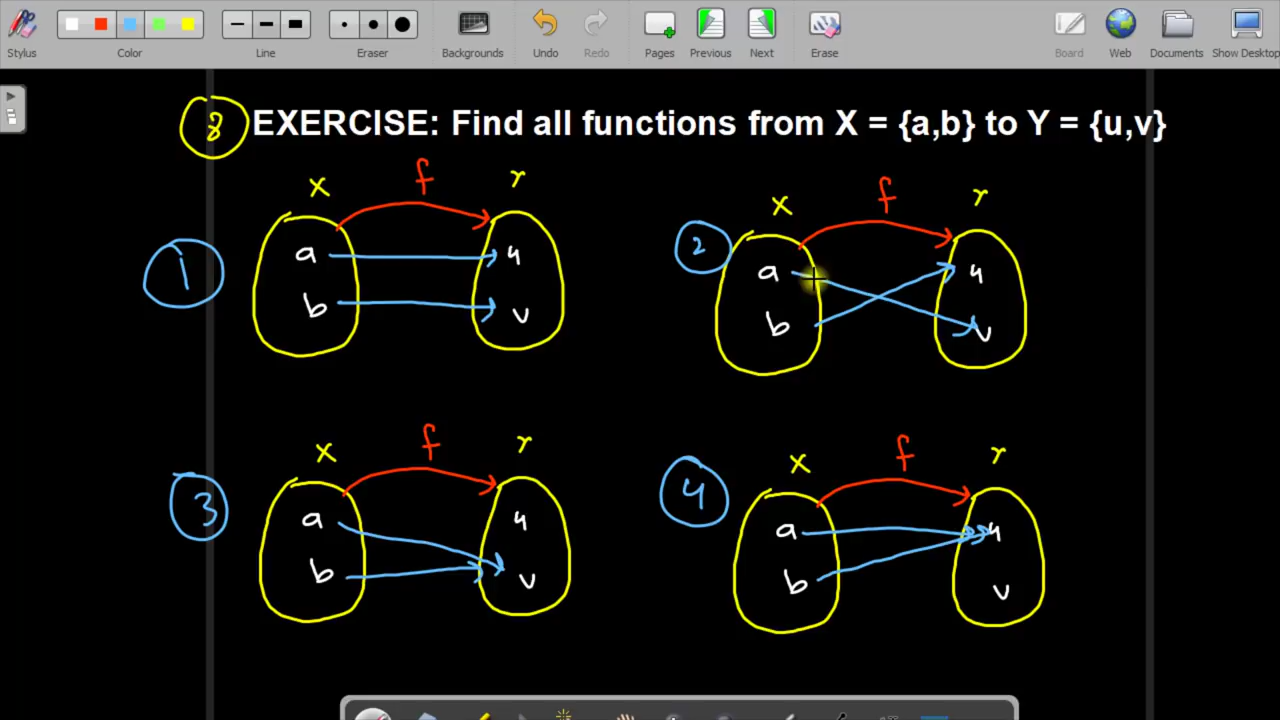 Stylus Color Line Eraser Backgrounds Undo Redo Pages Previous Next Erase Board Web Documents Show Desktop
8 EXERCISE: Find all functions from X = {a,b} to Y = {u,v}
1 X f Y
a u
b v
2 X f Y
a u
b v
3 X f Y
a u
b v
4 X f Y
a u
b v